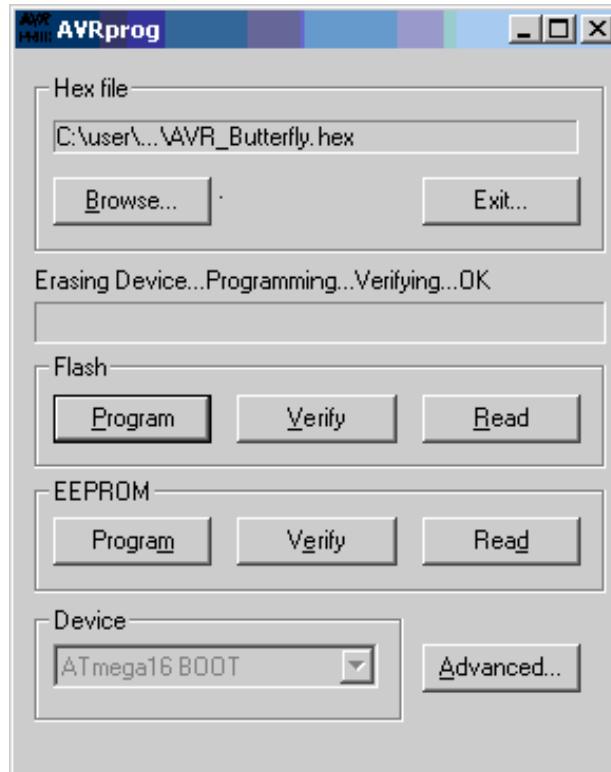 AVRprog
Hex file
C:\user\...\AVR_Butterfly.hex
Browse... Exit...
Erasing Device...Programming...Verifying...OK
Flash
Program Verify Read
EEPROM
Program Verify Read
Device
ATmega16 BOOT Advanced...